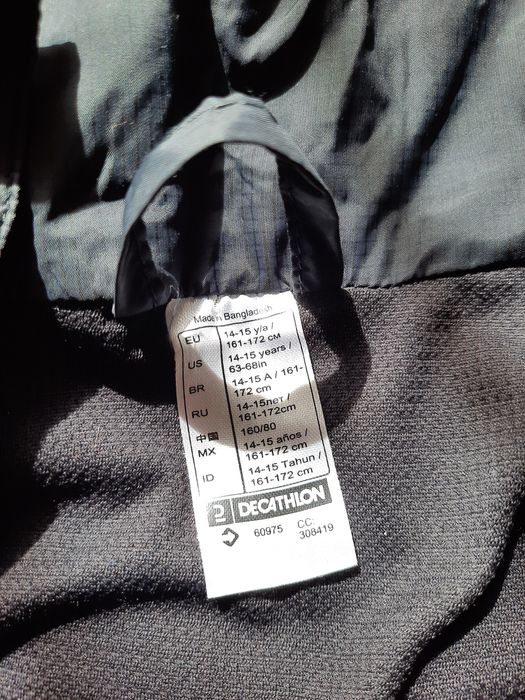 Made in Bangladesh
EU 14-15 y/a /
161-172 см
US 14-15 years /
63-68in
BR 14-15 A / 161-
172 cm
RU 14-15лет /
161-172cm
中国 160/80
MX 14-15 años /
161-172 cm
ID 14-15 Tahun /
161-172 cm
DECATHLON
60975 CC:
308419